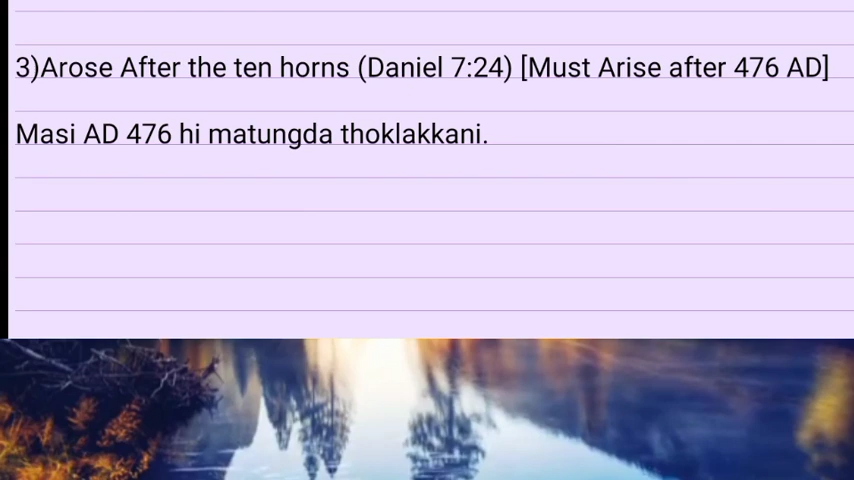 3)Arose After the ten horns (Daniel 7:24) [Must Arise after 476 AD]
Masi AD 476 hi matungda thoklakkani.